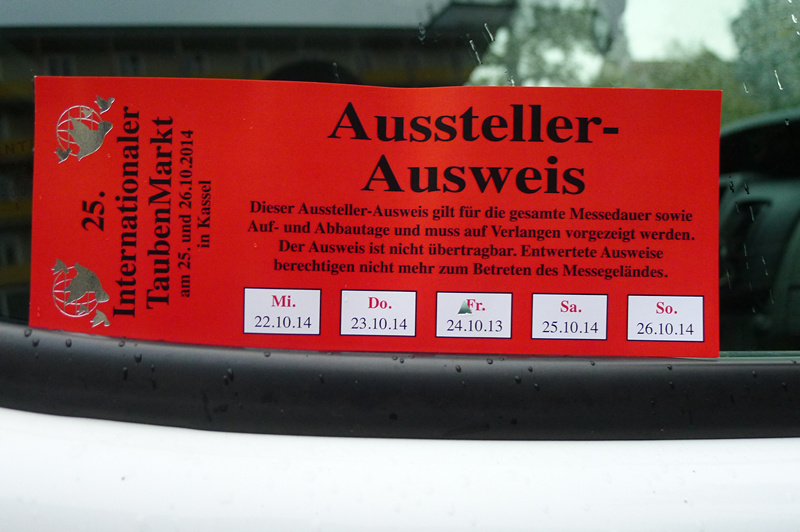 25.
Internationaler
TaubenMarkt
am 25. und 26.10.2014
in Kassel
Aussteller-
Ausweis
Dieser Aussteller-Ausweis gilt für die gesamte Messedauer sowie
Auf- und Abbautage und muss auf Verlangen vorgezeigt werden.
Der Ausweis ist nicht übertragbar. Entwertete Ausweise
berechtigen nicht mehr zum Betreten des Messegeländes.
Mi.
22.10.14
Do.
23.10.14
Fr.
24.10.13
Sa.
25.10.14
So.
26.10.14